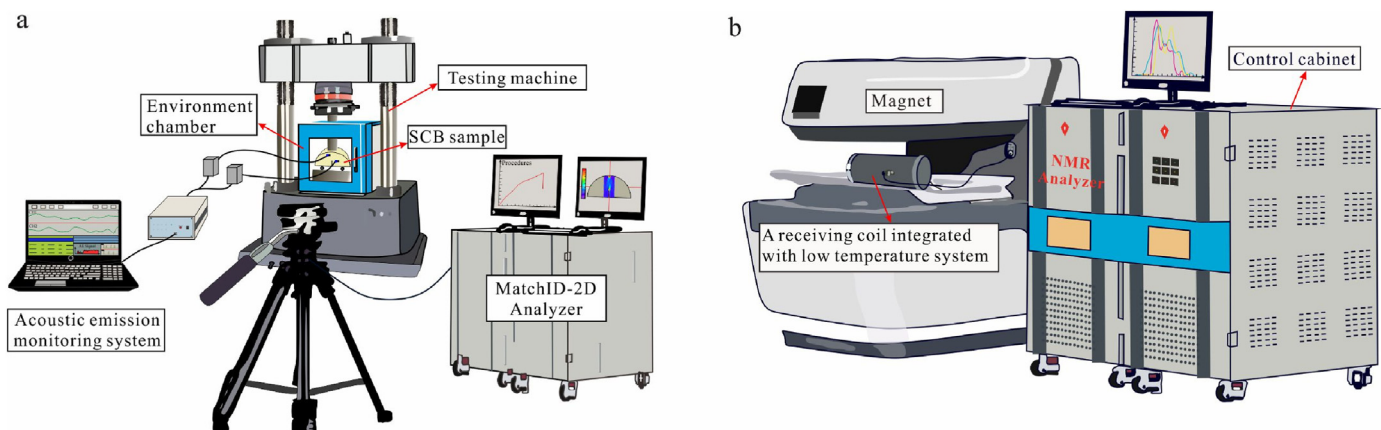 a
Testing machine
Environment
chamber
SCB sample
Procedures
MatchID-2D
Analyzer
Acoustic emission
monitoring system
b
Control cabinet
Magnet
NMR
Analyzer
A receiving coil integrated
with low temperature system